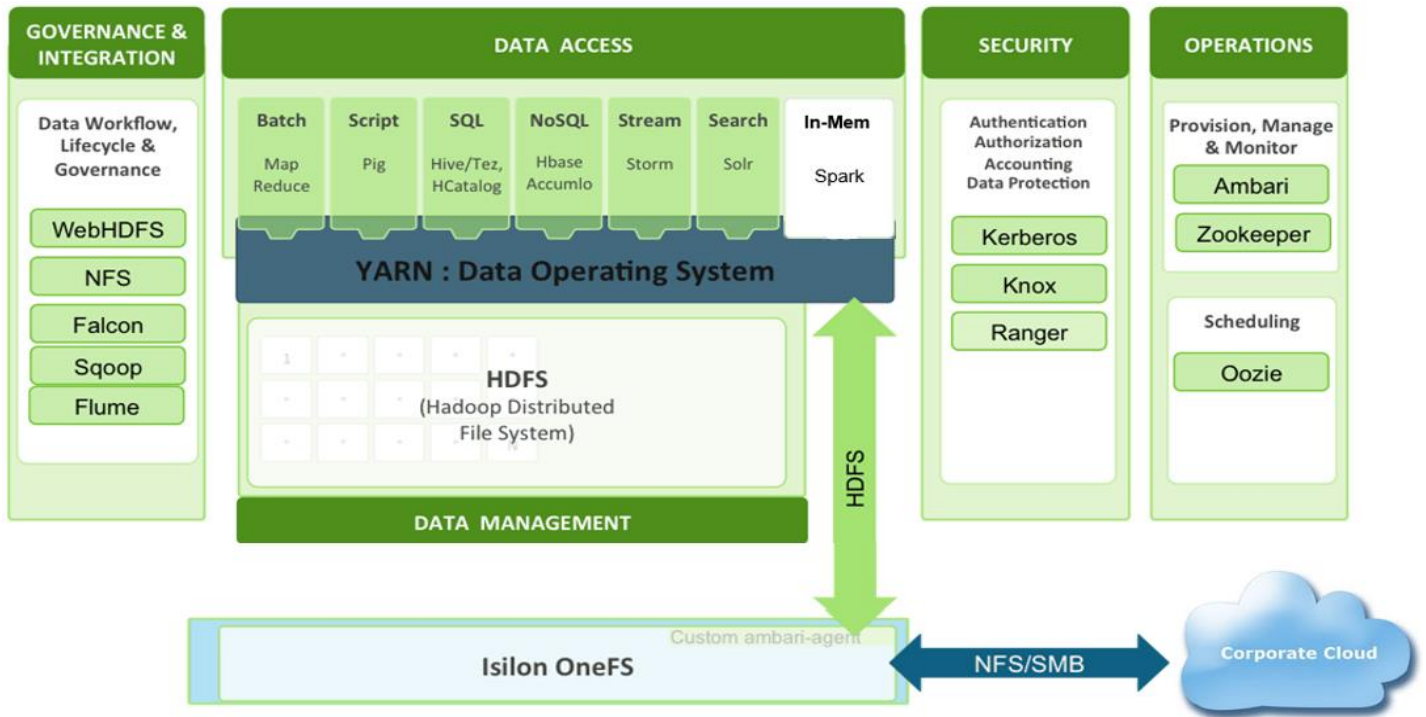 GOVERNANCE &
INTEGRATION
Data Workflow,
Lifecycle &
Governance
WebHDFS
NFS
Falcon
Sqoop
Flume
DATA ACCESS
Batch
Map
Reduce
Script
Pig
SQL
Hive/Tez,
HCatalog
NoSQL
Hbase
Accumlo
Stream
Storm
Search
Solr
In-Mem
Spark
YARN : Data Operating System
1
HDFS
(Hadoop Distributed
File System)
N
DATA MANAGEMENT
HDFS
SECURITY
Authentication
Authorization
Accounting
Data Protection
Kerberos
Knox
Ranger
OPERATIONS
Provision, Manage
& Monitor
Ambari
Zookeeper
Scheduling
Oozie
Custom ambari-agent
Isilon OneFS
NFS/SMB
Corporate Cloud